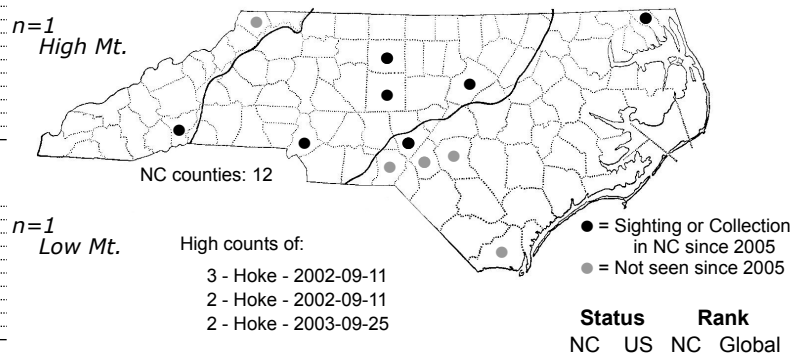 n=1
High Mt.
NC counties: 12
n=1
Low Mt.
High counts of:
3 - Hoke - 2002-09-11
2 - Hoke - 2002-09-11
2 - Hoke - 2003-09-25
● = Sighting or Collection
in NC since 2005
● = Not seen since 2005
Status Rank
NC US NC Global